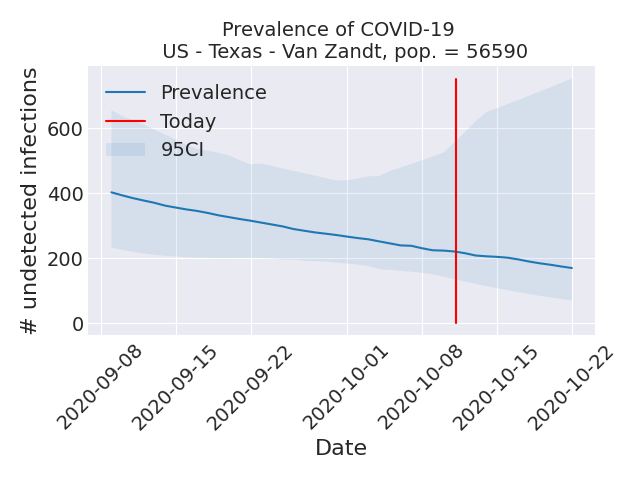 Prevalence of COVID-19
US - Texas - Van Zandt, pop. = 56590
# undetected infections
600
400
200
0
Prevalence
Today
95CI
2020-09-08
2020-09-15
2020-09-22
2020-10-01
2020-10-08
2020-10-15
2020-10-22
Date